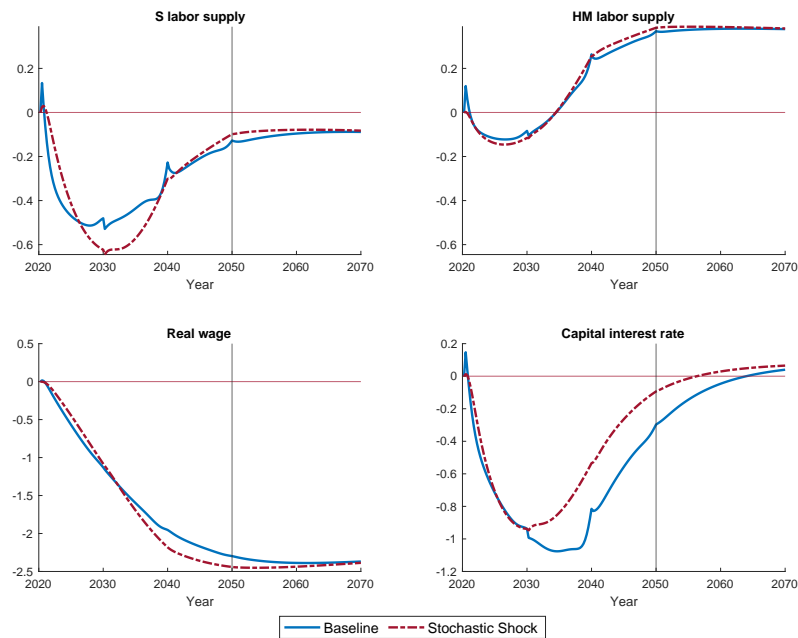 S labor supply
0.2
0
-0.2
-0.4
-0.6
2020 2030 2040 2050 2060 2070
Year
HM labor supply
0.2
0
-0.2
-0.4
-0.6
2020 2030 2040 2050 2060 2070
Year
Real wage
0.5
0
-0.5
-1
-1.5
-2
-2.5
2020 2030 2040 2050 2060 2070
Year
Capital interest rate
0.2
0
-0.2
-0.4
-0.6
-0.8
-1
-1.2
2020 2030 2040 2050 2060 2070
Year
Baseline Stochastic Shock